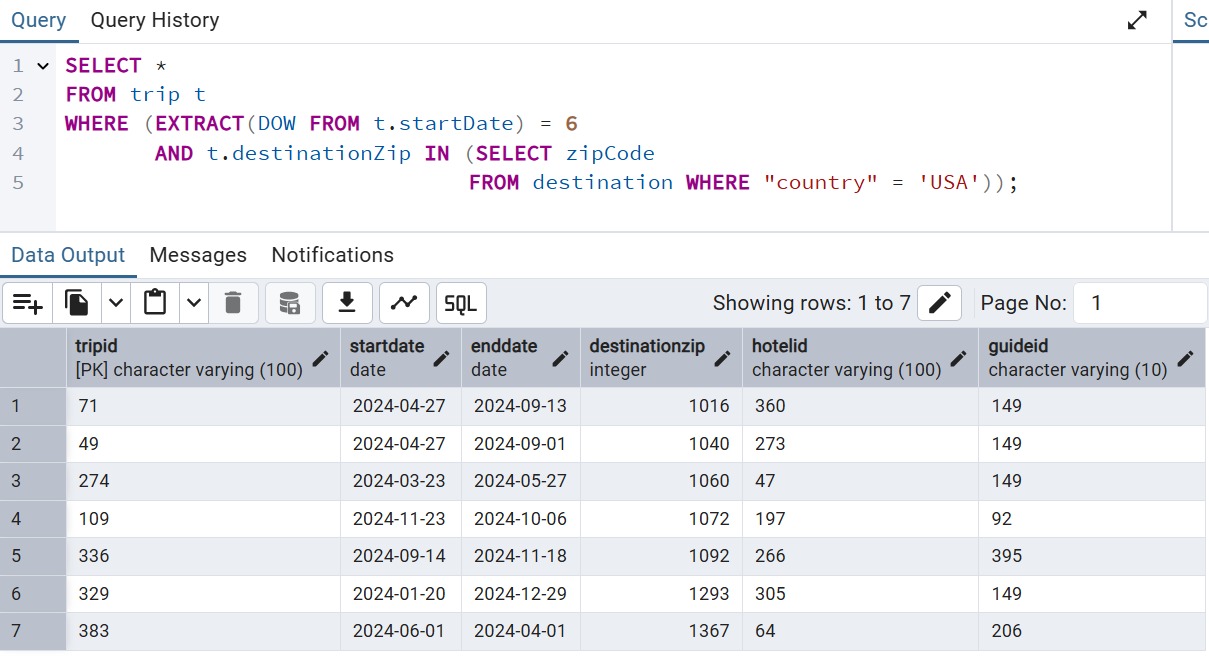 Query Query History Sc
1 SELECT *
2 FROM trip t
3 WHERE (EXTRACT(DOW FROM t.startDate) = 6
4 AND t.destinationZip IN (SELECT zipCode
5 FROM destination WHERE "country" = 'USA'));
Data Output Messages Notifications
SQL Showing rows: 1 to 7 Page No: 1
tripid startdate enddate destinationzip hotelid guideid
[PK] character varying (100) date date integer character varying (100) character varying (10)
1 71 2024-04-27 2024-09-13 1016 360 149
2 49 2024-04-27 2024-09-01 1040 273 149
3 274 2024-03-23 2024-05-27 1060 47 149
4 109 2024-11-23 2024-10-06 1072 197 92
5 336 2024-09-14 2024-11-18 1092 266 395
6 329 2024-01-20 2024-12-29 1293 305 149
7 383 2024-06-01 2024-04-01 1367 64 206